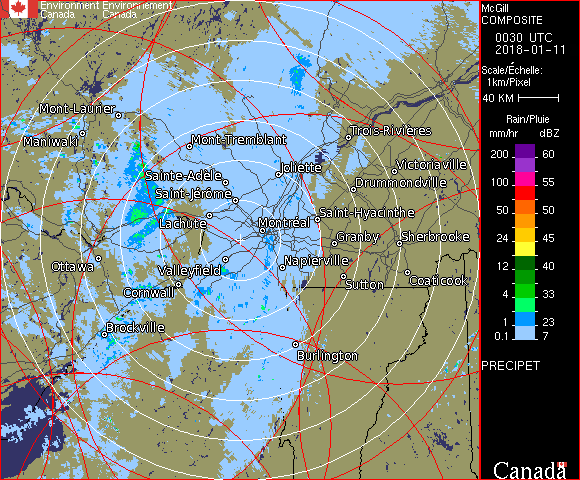 Environment Environnement
Canada Canada
McGill
COMPOSITE
0030 UTC
2018-01-11
Scale/Échelle:
1km/Pixel
40 KM
Rain/Pluie
mm/hr dBZ
200 60
100 55
50 50
24 45
12 40
8 35
4 33
1 23
0.1 7
PRECIPET
Canada
Mont-Laurier
Maniwaki
Mont-Tremblant
Trois-Rivières
Sainte-Adèle
Joliette
Victoriaville
Saint-Jérôme
Drummondville
Lachute
Montréal
Saint-Hyacinthe
Granby
Sherbrooke
Ottawa
Valleyfield
Napierville
Cornwall
Sutton
Coaticook
Brockville
Burlington